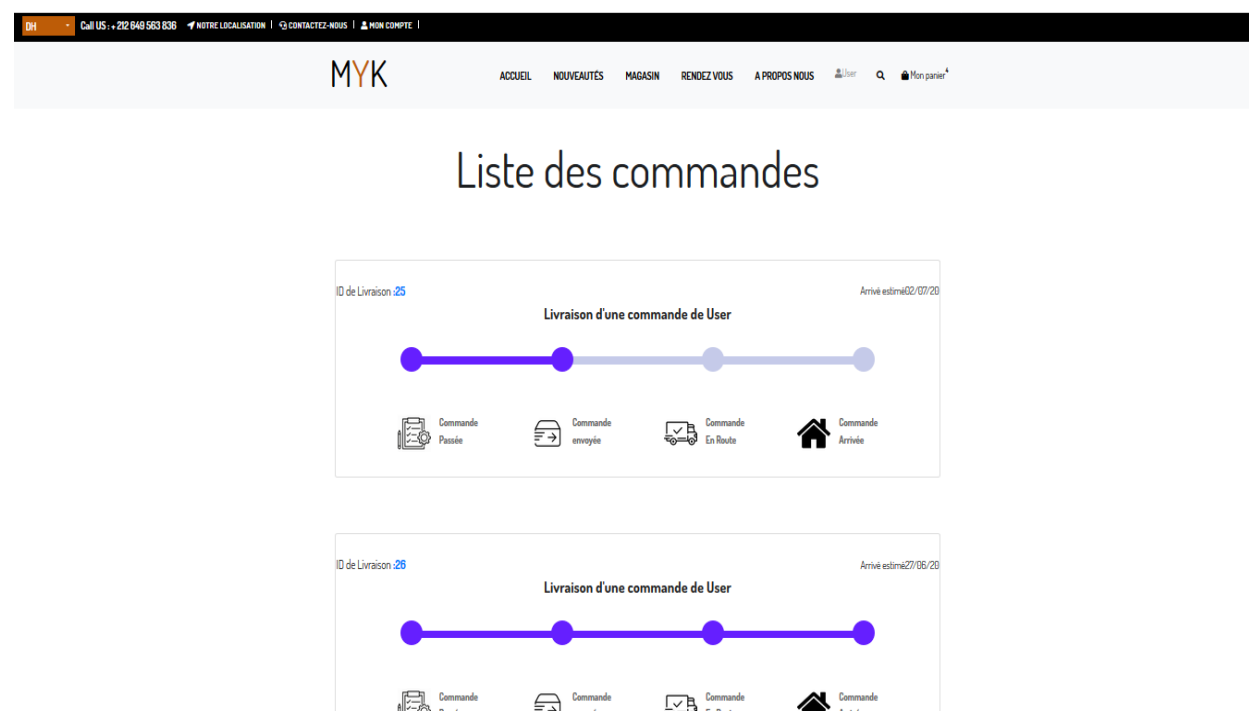 DH Call US : + 212 649 563 836 NOTRE LOCALISATION | CONTACTEZ-NOUS | MON COMPTE |
MYK ACCUEIL NOUVEAUTÉS MAGASIN RENDEZ VOUS A PROPOS NOUS User Mon panier
Liste des commandes
ID de Livraison :25 Arrivé estimé02/07/20
Livraison d'une commande de User
Commande Commande Commande Commande
Passée envoyée En Route Arrivée
ID de Livraison :26 Arrivé estimé27/06/20
Livraison d'une commande de User
Commande Commande Commande Commande